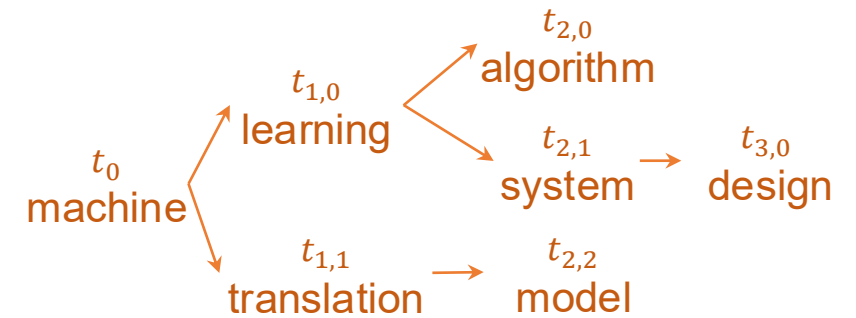 t₂,₀
algorithm
t₁,₀
learning
t₂,₁ t₃,₀
system design
t₀
machine
t₁,₁ t₂,₂
translation model